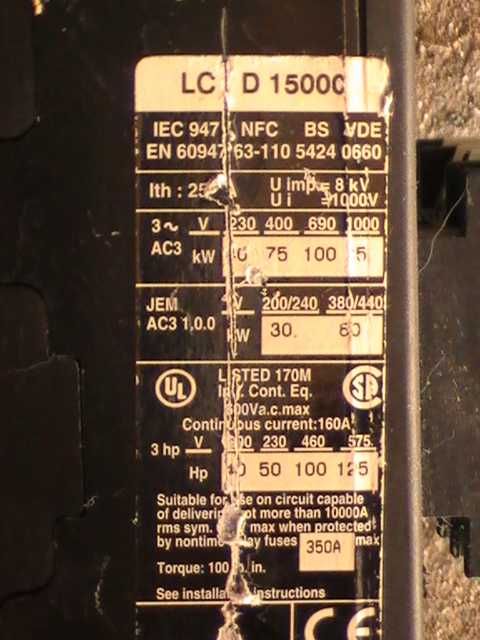 LC D 15000
IEC 947 NFC BS VDE
EN 60947 63-110 5424 0660
Ith : 25
U imp = 8 kV
U i =1000V
3~ V 230 400 690 1000
AC3 kW 75 100
JEM V 200/240 380/440
AC3 1,0.0 kW 30. 60
UL LISTED 170M
Cont. Eq.
600Va.c.max
Continuous current:160A
3 hp V 200 230 460 575
Hp 50 100 125
Suitable for use on circuit capable
of delivering not more than 10000A
rms sym. max when protected
by nontime delay fuses 350A max
Torque: 100 in.
See instructions
CE